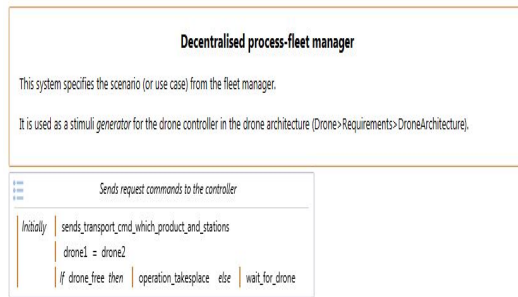 Decentralised process-fleet manager
This system specifies the scenario (or use case) from the fleet manager.
It is used as a stimuli generator for the drone controller in the drone architecture (Drone>Requirements>DroneArchitecture).
Sends request commands to the controller
Initially sends_transport_cmd_which_product_and_stations
drone1 = drone2
If drone_free then operation_takesplace else wait_for_drone